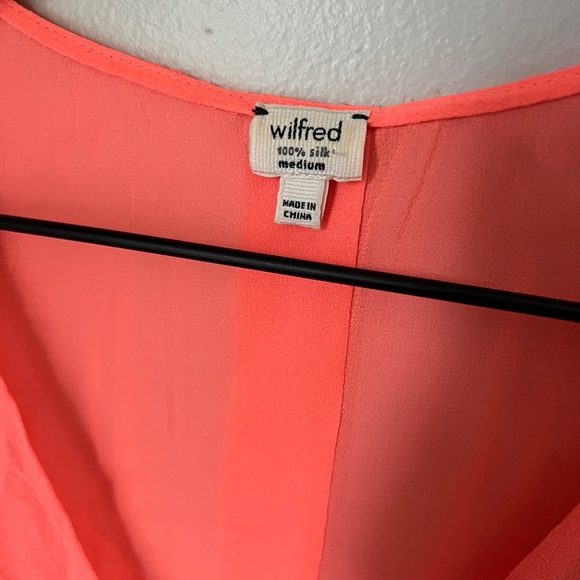 wilfred
100% silk
medium
MADE IN
CHINA